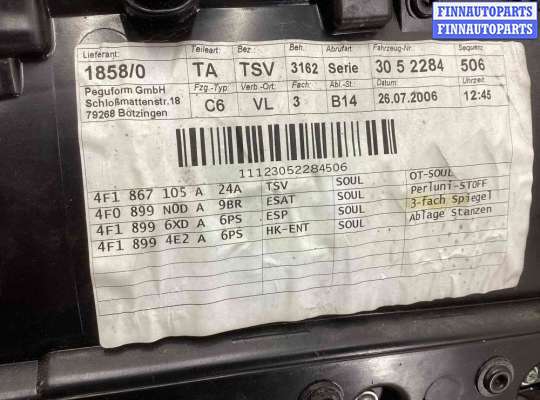 FINNAUTOPARTS
FINNAUTOPARTS
Lieferant: Teileart: Bez.: Beh.: Abrufart: Fahrzeug-Nr.: Sequenz:
1858/0 TA TSV 3162 Serie 30 5 2284 506
Peguform GmbH Fzg.-Typ: Verb.-Ort: Fach: Abl.-St.: Datum: Uhrzeit:
Schloßmattenstr.18 C6 VL 3 B14 26.07.2006 12:45
79268 Bötzingen
11123052284506
4F1 867 105 A 24A TSV SOUL OT-SOUL
4F0 899 N0D A 9BR ESAT SOUL Perluni-STOFF
4F1 899 6XD A 6PS ESP SOUL 3-fach Spiegel
4F1 899 4E2 A 6PS HK-ENT SOUL Ablage Stanzen